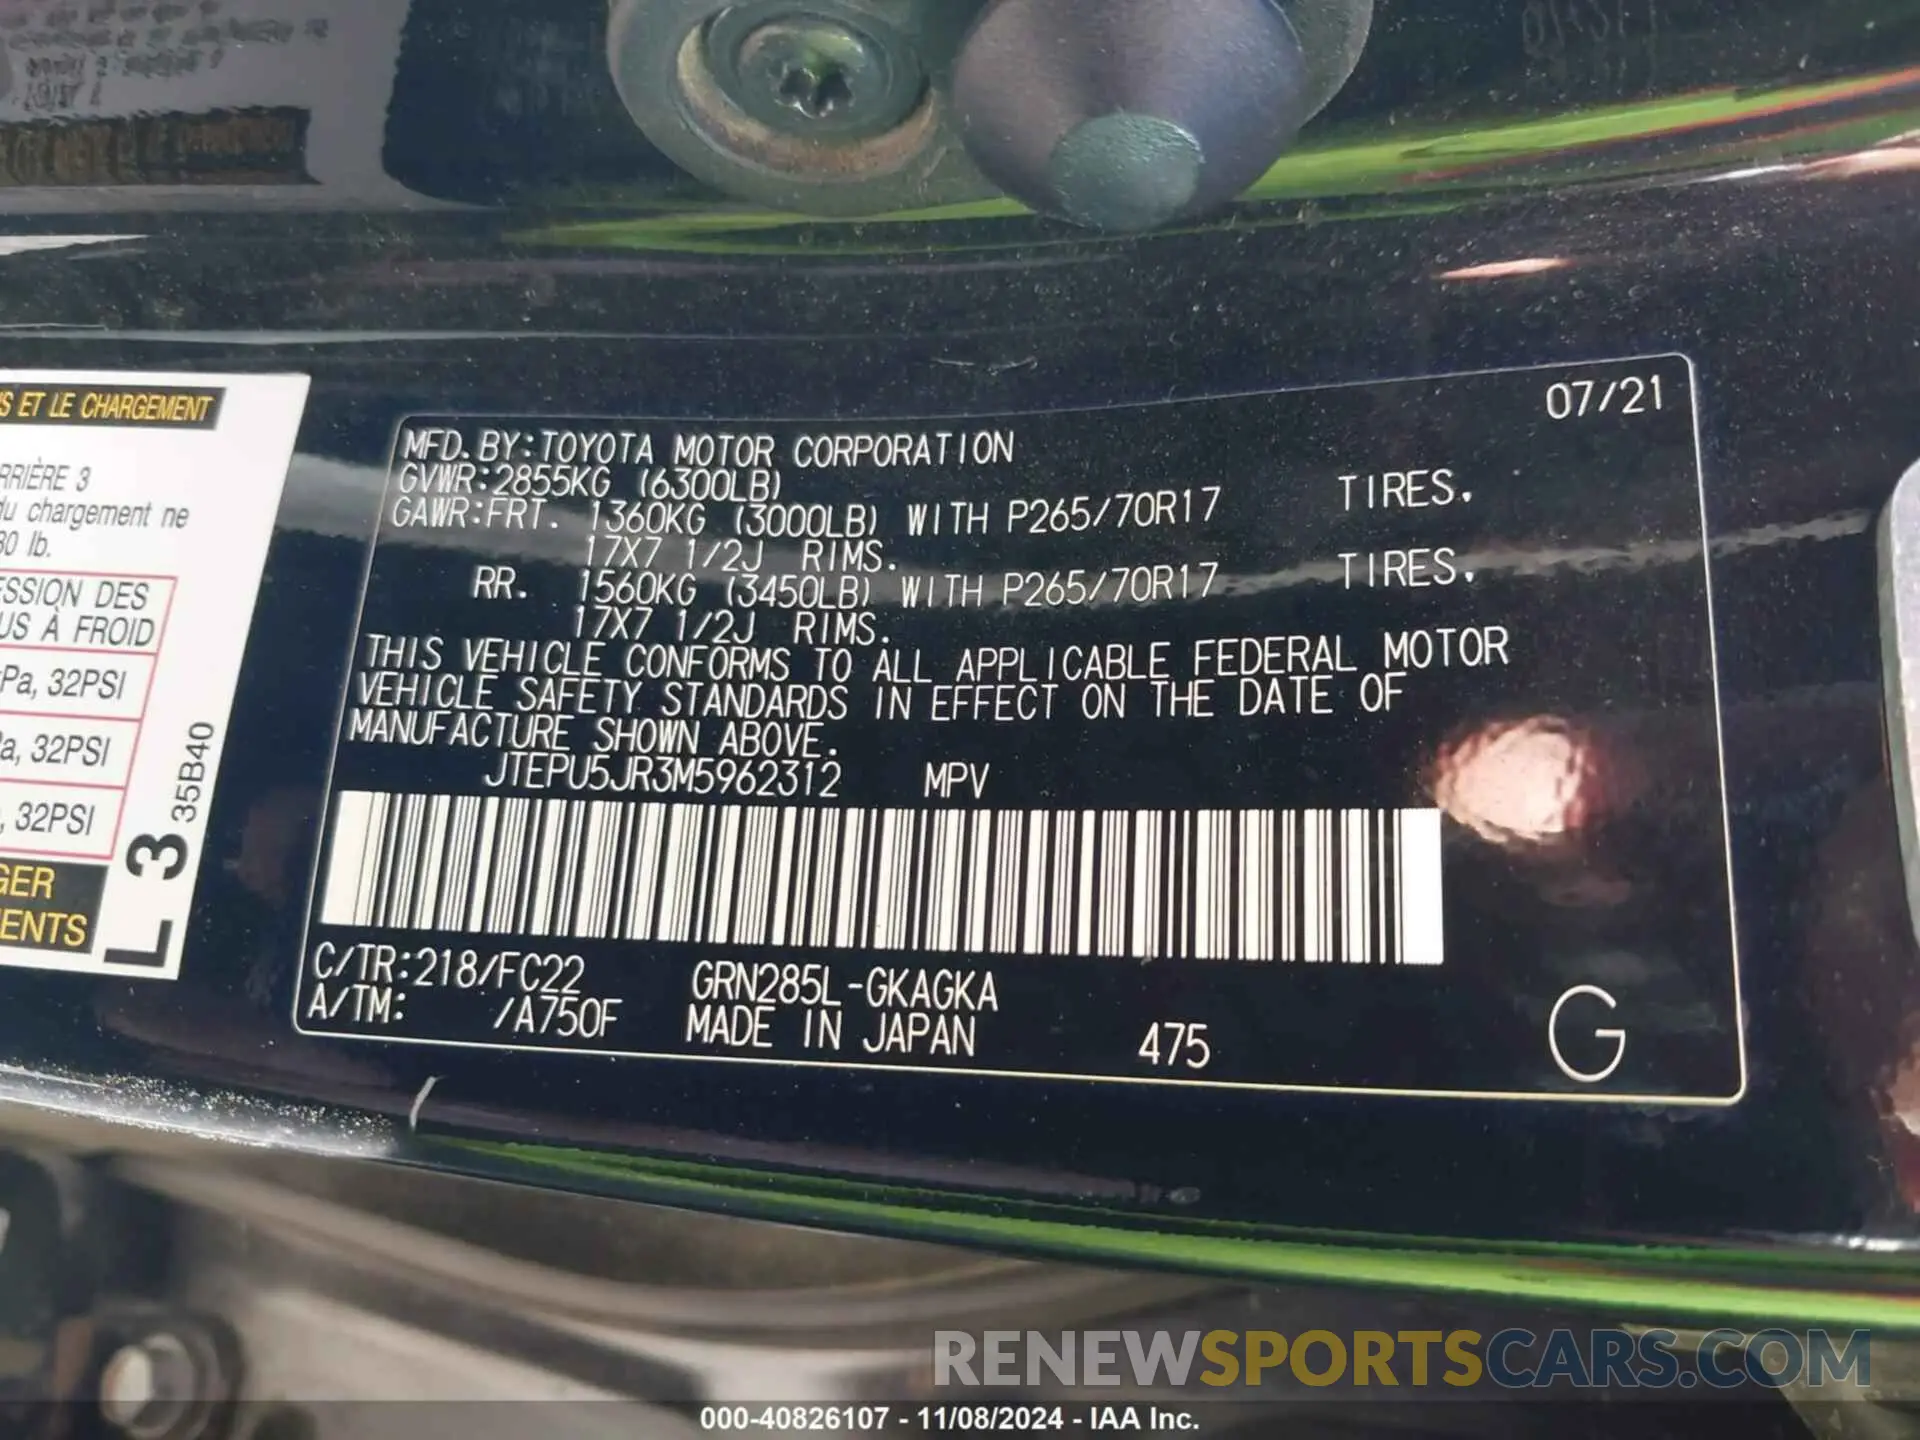 S ET LE CHARGEMENT
RRIÈRE 3
du chargement ne
30 lb.
ESSION DES
US À FROID
Pa, 32PSI
a, 32PSI
, 32PSI
GER
ENTS
L 3 35B40
07/21
MFD. BY:TOYOTA MOTOR CORPORATION
GVWR:2855KG (6300LB)
GAWR:FRT. 1360KG (3000LB) WITH P265/70R17 TIRES.
17X7 1/2J RIMS.
RR. 1560KG (3450LB) WITH P265/70R17 TIRES.
17X7 1/2J RIMS.
THIS VEHICLE CONFORMS TO ALL APPLICABLE FEDERAL MOTOR
VEHICLE SAFETY STANDARDS IN EFFECT ON THE DATE OF
MANUFACTURE SHOWN ABOVE.
JTEPU5JR3M5962312 MPV
C/TR:218/FC22 GRN285L-GKAGKA
A/TM: /A750F MADE IN JAPAN 475 G
RENEWSPORTSCARS.COM
000-40826107 - 11/08/2024 - IAA Inc.